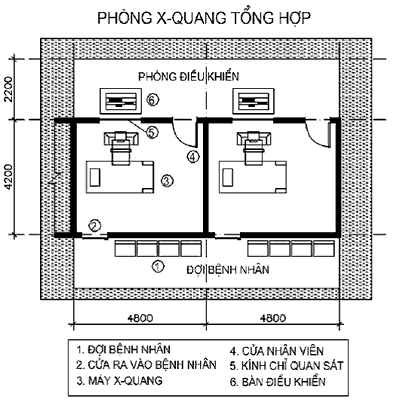 PHÒNG X-QUANG TỔNG HỢP
2200
PHÒNG ĐIỀU KHIỂN
6
5
4
4200
3
2
1
ĐỢI BỆNH NHÂN
4800
4800
1. ĐỢI BỆNH NHÂN
2. CỬA RA VÀO BỆNH NHÂN
3. MÁY X-QUANG
4. CỬA NHÂN VIÊN
5. KÍNH CHÌ QUAN SÁT
6. BÀN ĐIỀU KHIỂN